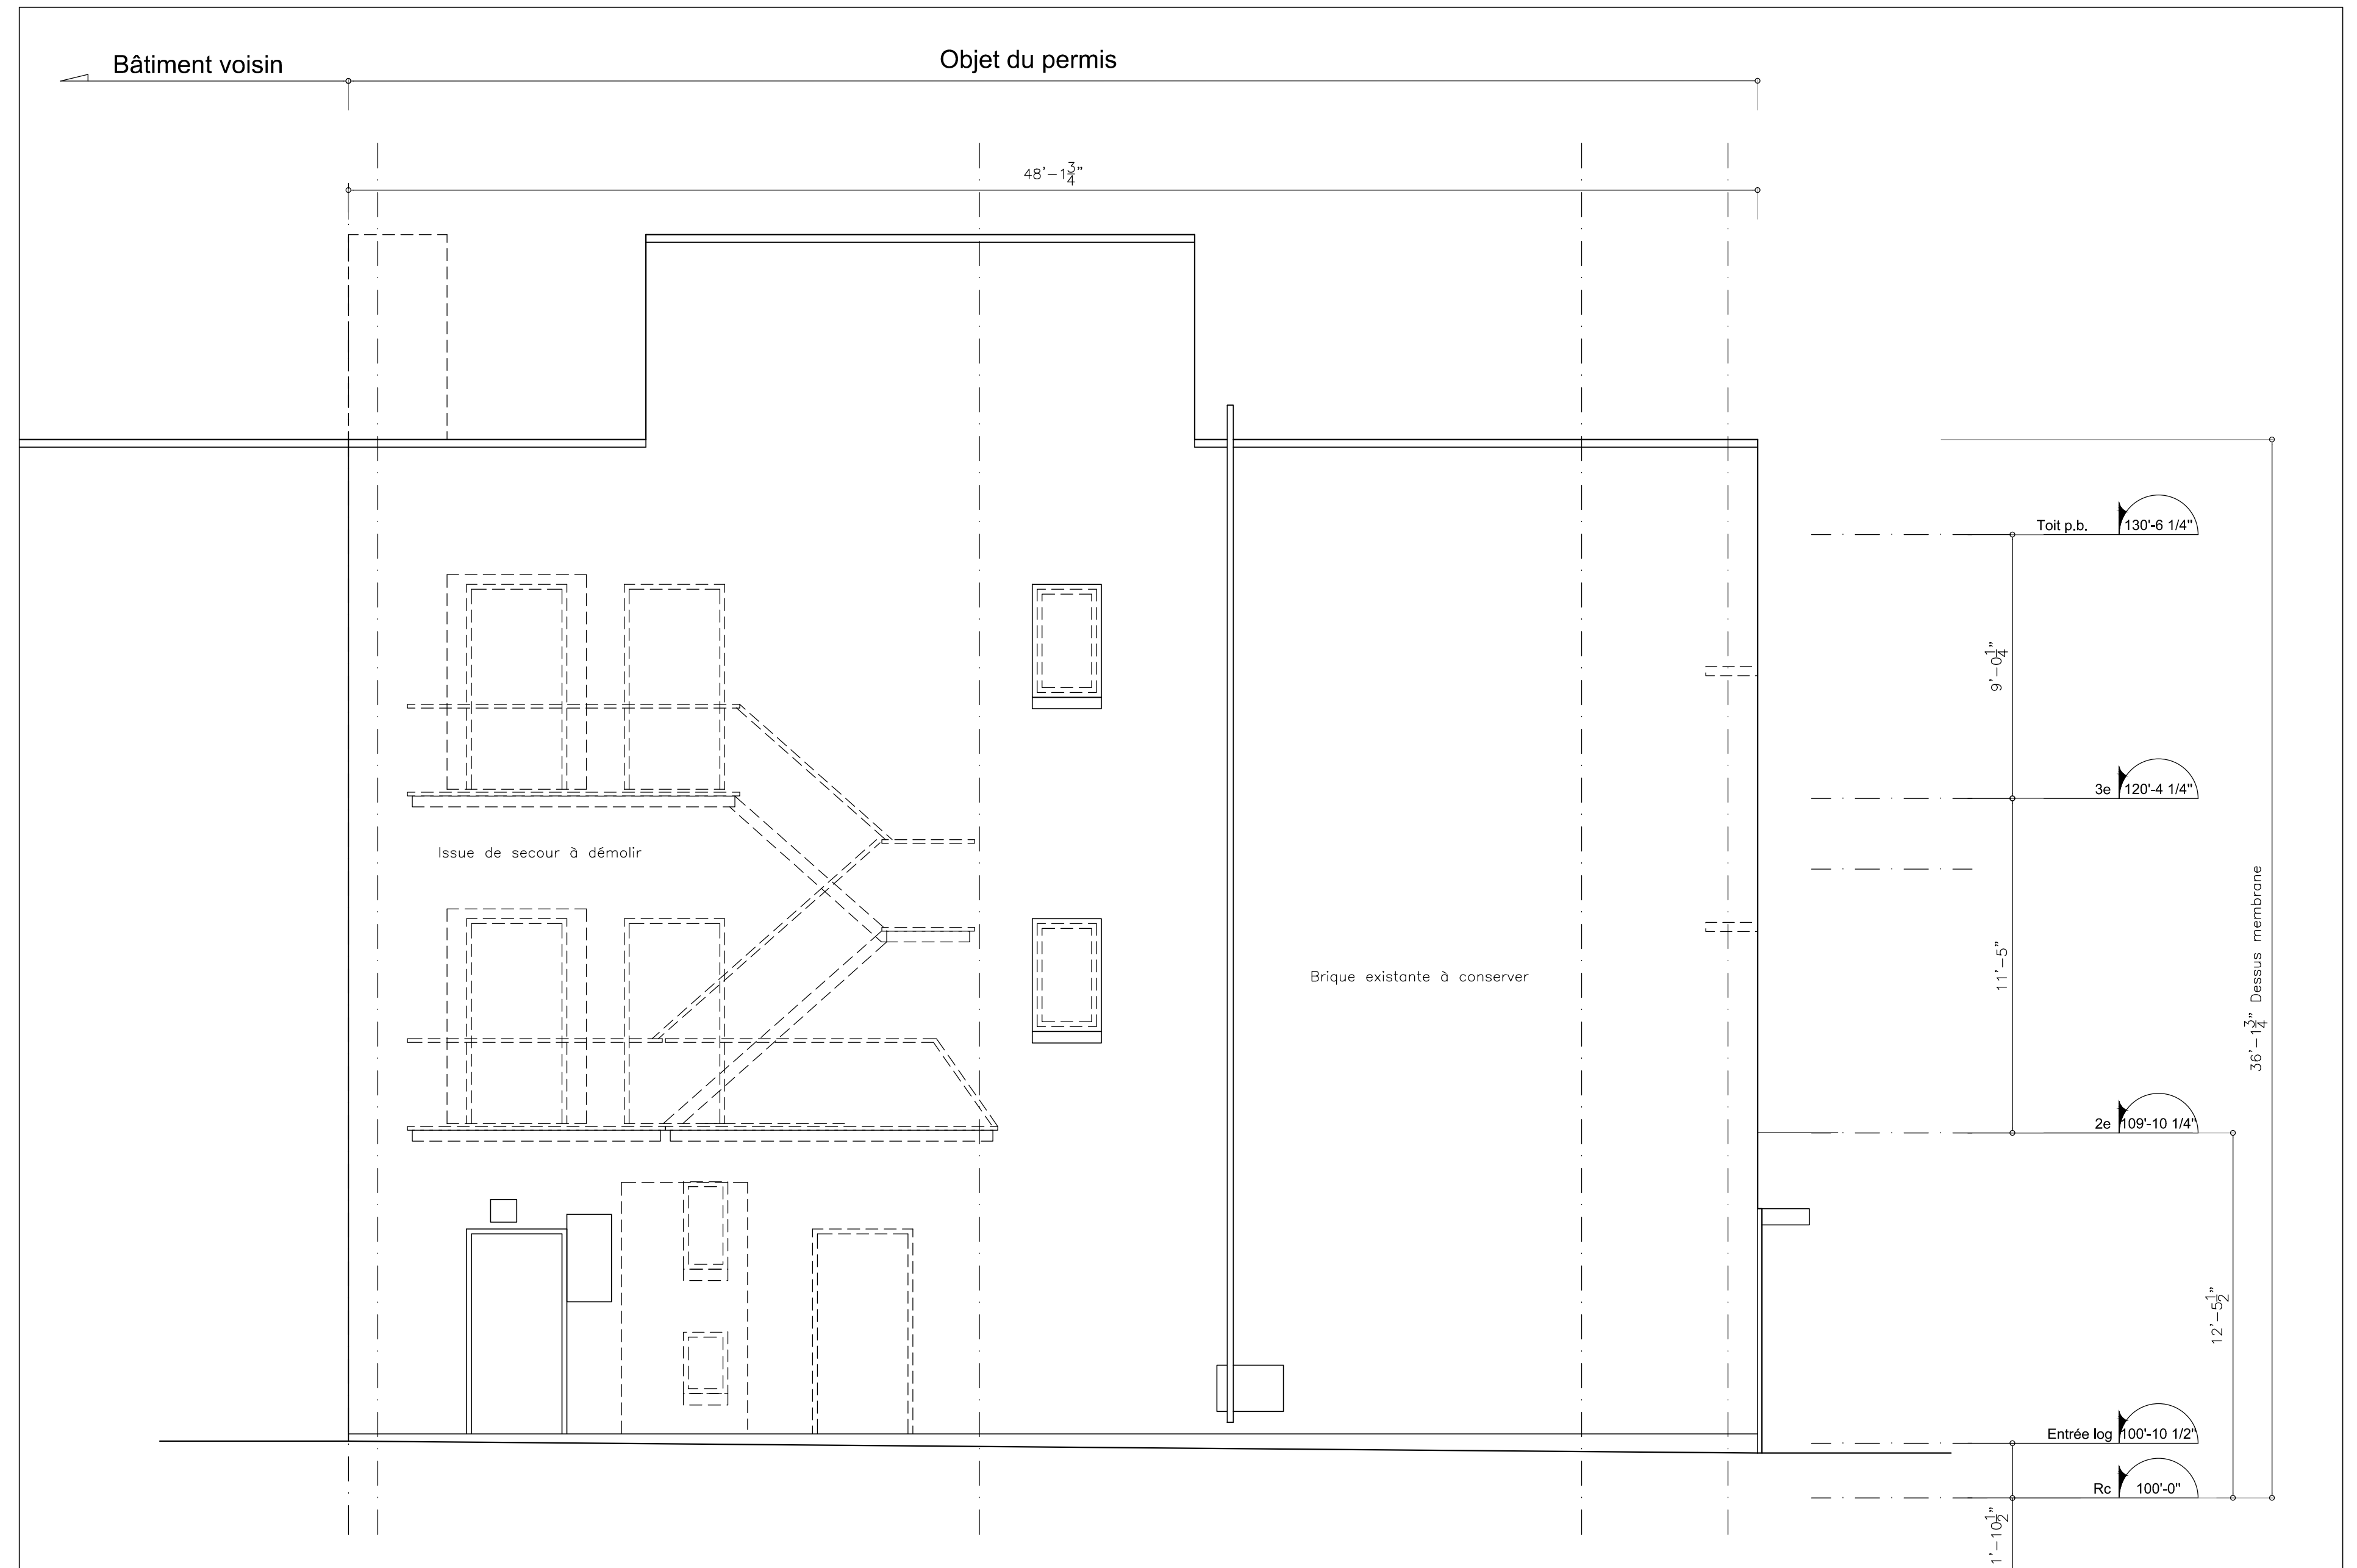 Bâtiment voisin
Objet du permis
48'-1 3/4"
Toit p.b. 130'-6 1/4"
9'-0 1/4"
3e 120'-4 1/4"
Issue de secour à démolir
Brique existante à conserver
11'-5"
36'-1 3/4" Dessus membrane
2e 109'-10 1/4"
12'-5 1/2"
Entrée log 100'-10 1/2"
Rc 100'-0"
1'-10 1/2"